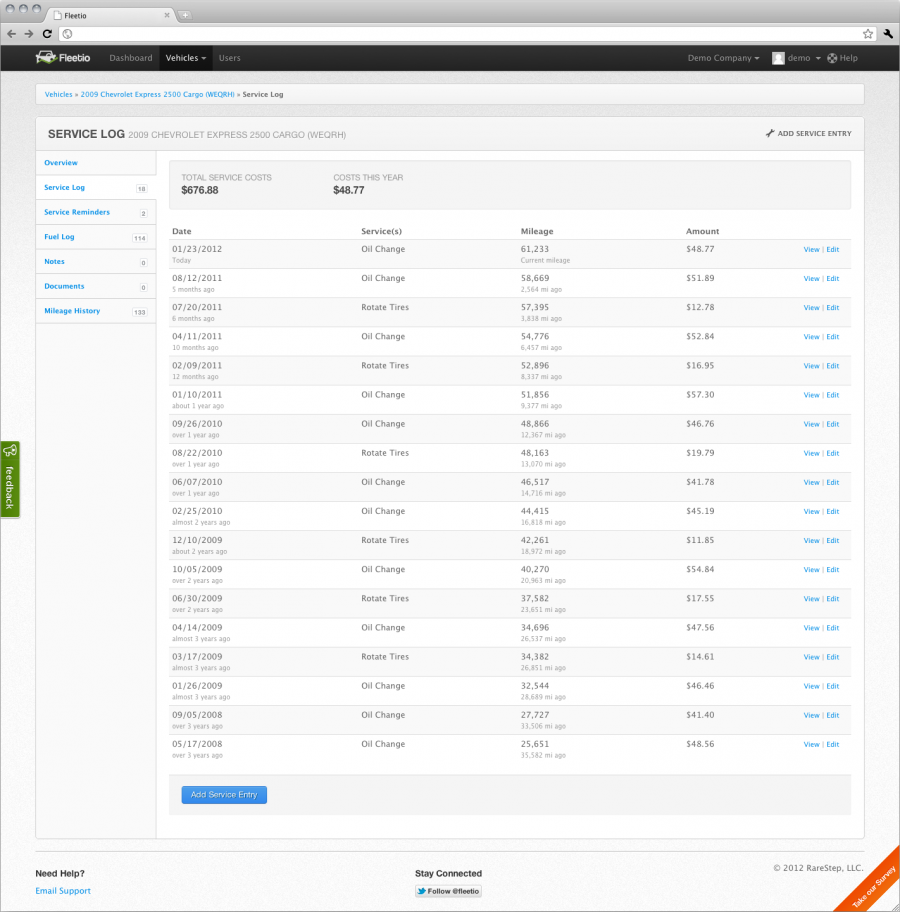 Fleetio
Fleetio Dashboard Vehicles Users Demo Company demo Help
Vehicles » 2009 Chevrolet Express 2500 Cargo (WEQRH) » Service Log
SERVICE LOG 2009 CHEVROLET EXPRESS 2500 CARGO (WEQRH) ADD SERVICE ENTRY
Overview
Service Log 18
Service Reminders 2
Fuel Log 114
Notes 0
Documents 0
Mileage History 133
TOTAL SERVICE COSTS COSTS THIS YEAR
$676.88 $48.77
Date Service(s) Mileage Amount
01/23/2012 Oil Change 61,233 $48.77 View | Edit
Today Current mileage
08/12/2011 Oil Change 58,669 $51.89 View | Edit
5 months ago 2,564 mi ago
07/20/2011 Rotate Tires 57,395 $12.78 View | Edit
6 months ago 3,838 mi ago
04/11/2011 Oil Change 54,776 $52.84 View | Edit
10 months ago 6,457 mi ago
02/09/2011 Rotate Tires 52,896 $16.95 View | Edit
12 months ago 8,337 mi ago
01/10/2011 Oil Change 51,856 $57.30 View | Edit
about 1 year ago 9,377 mi ago
09/26/2010 Oil Change 48,866 $46.76 View | Edit
over 1 year ago 12,367 mi ago
08/22/2010 Rotate Tires 48,163 $19.79 View | Edit
over 1 year ago 13,070 mi ago
06/07/2010 Oil Change 46,517 $41.78 View | Edit
over 1 year ago 14,716 mi ago
02/25/2010 Oil Change 44,415 $45.19 View | Edit
almost 2 years ago 16,818 mi ago
12/10/2009 Rotate Tires 42,261 $11.85 View | Edit
about 2 years ago 18,972 mi ago
10/05/2009 Oil Change 40,270 $54.84 View | Edit
over 2 years ago 20,963 mi ago
06/30/2009 Rotate Tires 37,582 $17.55 View | Edit
over 2 years ago 23,651 mi ago
04/14/2009 Oil Change 34,696 $47.56 View | Edit
almost 3 years ago 26,537 mi ago
03/17/2009 Rotate Tires 34,382 $14.61 View | Edit
almost 3 years ago 26,851 mi ago
01/26/2009 Oil Change 32,544 $46.46 View | Edit
almost 3 years ago 28,689 mi ago
09/05/2008 Oil Change 27,727 $41.40 View | Edit
over 3 years ago 33,506 mi ago
05/17/2008 Oil Change 25,651 $48.56 View | Edit
over 3 years ago 35,582 mi ago
Add Service Entry
feedback
Need Help? Stay Connected © 2012 RareStep, LLC.
Email Support Follow @fleetio
Take our Survey